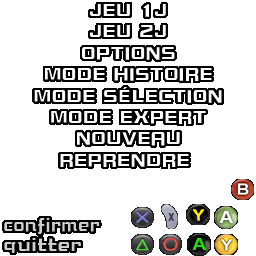 JEU 1J
JEU 2J
OPTIONS
MODE HISTOIRE
MODE SÉLECTION
MODE EXPERT
NOUVEAU
REPRENDRE
B
confirmer
Y A
quitter
A Y